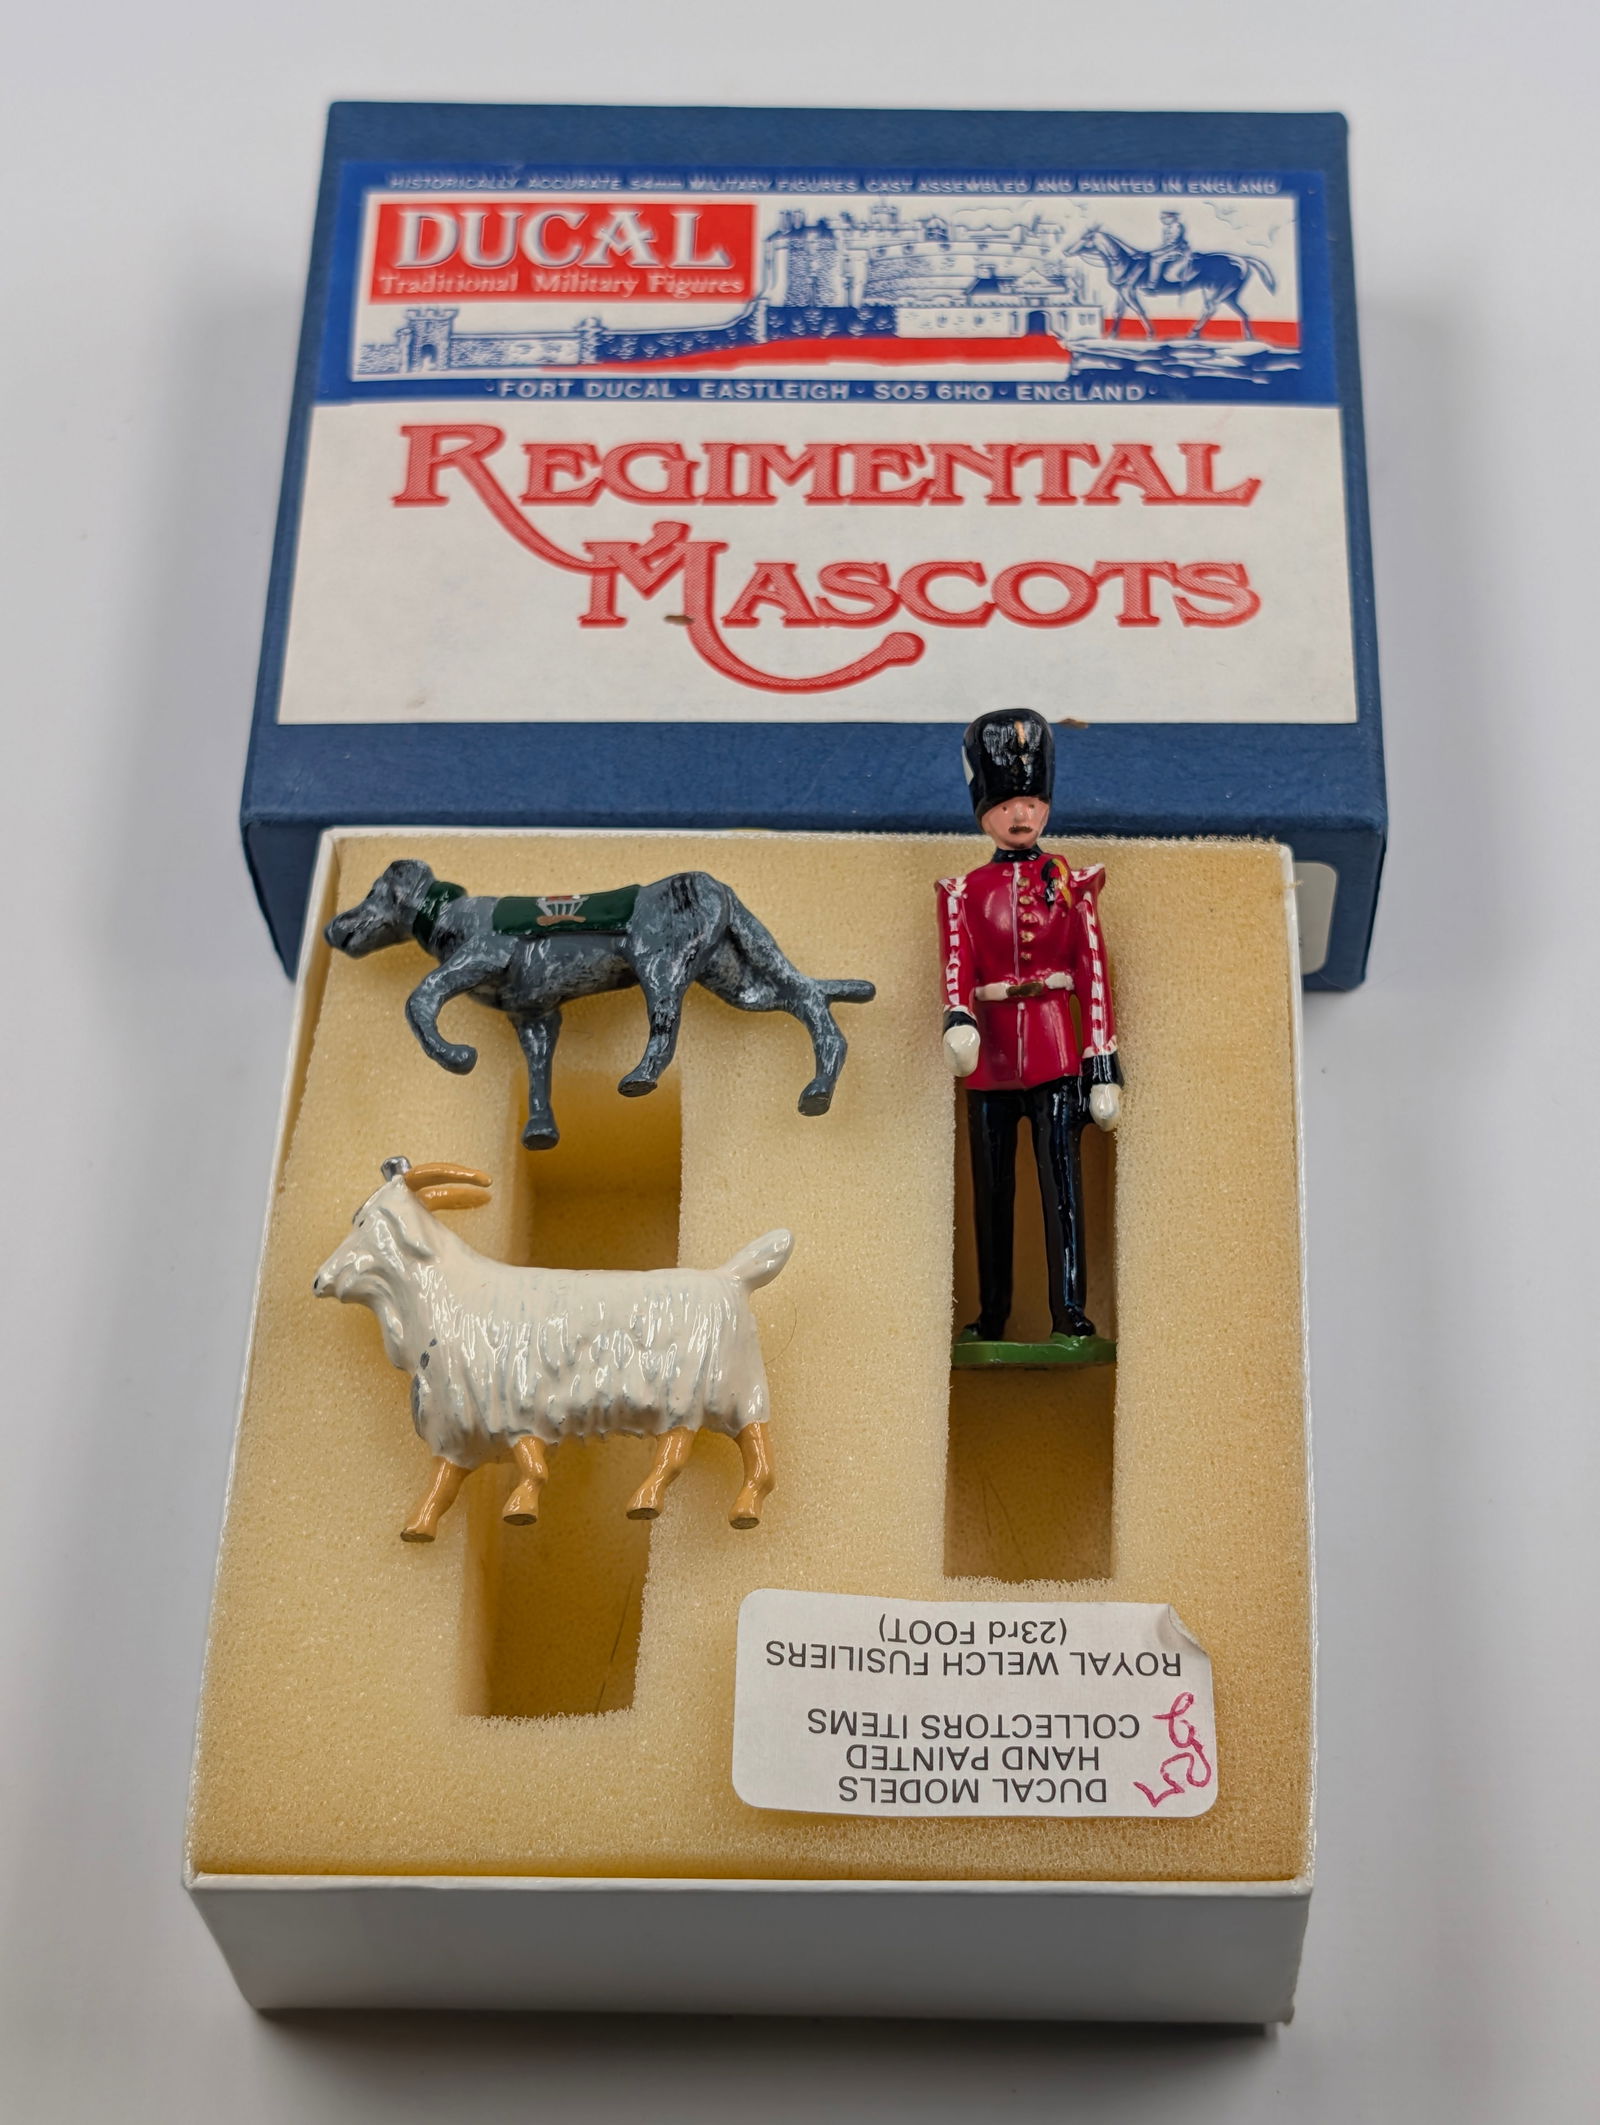 HISTORICALLY ACCURATE 54mm MILITARY FIGURES CAST ASSEMBLED AND PAINTED IN ENGLAND
DUCAL
Traditional Military Figures
·FORT DUCAL· EASTLEIGH· SO5 6HQ· ENGLAND·
REGIMENTAL
MASCOTS
DUCAL MODELS
HAND PAINTED
COLLECTORS ITEMS
ROYAL WELCH FUSILIERS
(23rd FOOT)